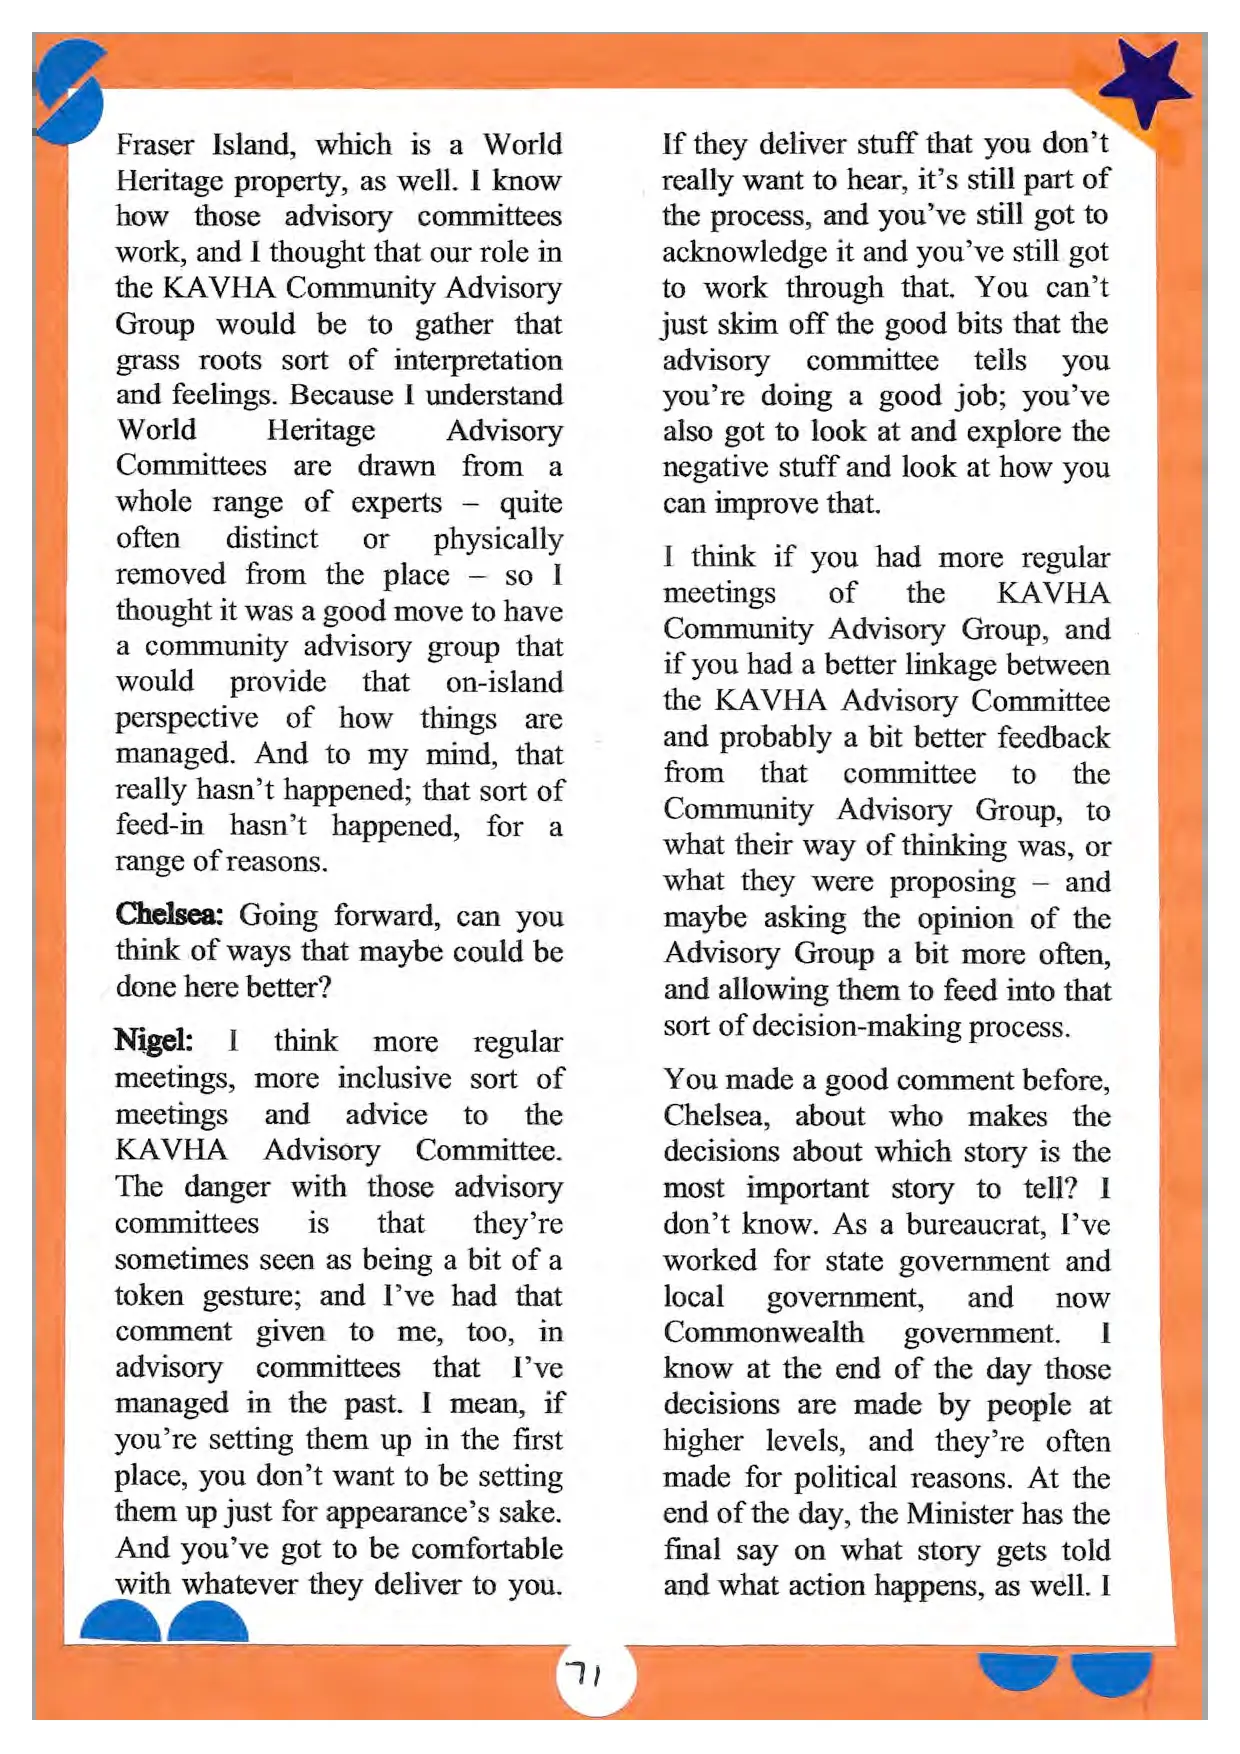 Fraser Island, which is a World
Heritage property, as well. I know
how those advisory committees
work, and I thought that our role in
the KAVHA Community Advisory
Group would be to gather that
grass roots sort of interpretation
and feelings. Because I understand
World Heritage Advisory
Committees are drawn from a
whole range of experts – quite
often distinct or physically
removed from the place – so I
thought it was a good move to have
a community advisory group that
would provide that on-island
perspective of how things are
managed. And to my mind, that
really hasn't happened; that sort of
feed-in hasn't happened, for a
range of reasons.
Chelsea: Going forward, can you
think of ways that maybe could be
done here better?
Nigel: I think more regular
meetings, more inclusive sort of
meetings and advice to the
KAVHA Advisory Committee.
The danger with those advisory
committees is that they're
sometimes seen as being a bit of a
token gesture; and I've had that
comment given to me, too, in
advisory committees that I've
managed in the past. I mean, if
you're setting them up in the first
place, you don't want to be setting
them up just for appearance's sake.
And you've got to be comfortable
with whatever they deliver to you.
If they deliver stuff that you don't
really want to hear, it's still part of
the process, and you've still got to
acknowledge it and you've still got
to work through that. You can't
just skim off the good bits that the
advisory committee tells you
you're doing a good job; you've
also got to look at and explore the
negative stuff and look at how you
can improve that.
I think if you had more regular
meetings of the KAVHA
Community Advisory Group, and
if you had a better linkage between
the KAVHA Advisory Committee
and probably a bit better feedback
from that committee to the
Community Advisory Group, to
what their way of thinking was, or
what they were proposing – and
maybe asking the opinion of the
Advisory Group a bit more often,
and allowing them to feed into that
sort of decision-making process.
You made a good comment before,
Chelsea, about who makes the
decisions about which story is the
most important story to tell? I
don't know. As a bureaucrat, I've
worked for state government and
local government, and now
Commonwealth government. I
know at the end of the day those
decisions are made by people at
higher levels, and they're often
made for political reasons. At the
end of the day, the Minister has the
final say on what story gets told
and what action happens, as well. I
71